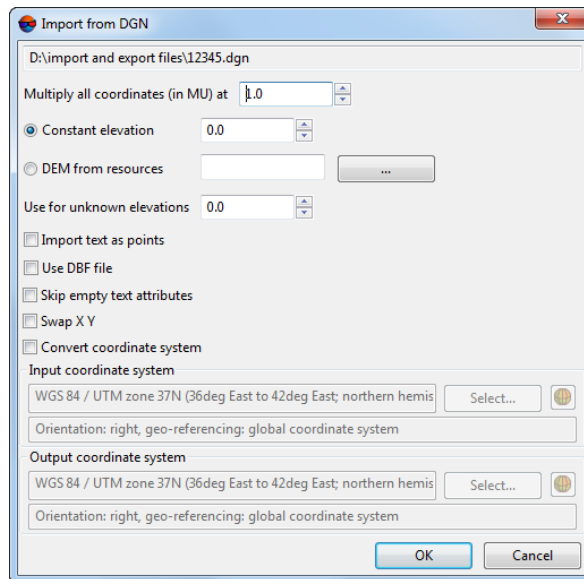 Import from DGN
D:\import and export files\12345.dgn
Multiply all coordinates (in MU) at 1.0
Constant elevation 0.0
DEM from resources ...
Use for unknown elevations 0.0
Import text as points
Use DBF file
Skip empty text attributes
Swap X Y
Convert coordinate system
Input coordinate system
WGS 84 / UTM zone 37N (36deg East to 42deg East; northern hemis Select...
Orientation: right, geo-referencing: global coordinate system
Output coordinate system
WGS 84 / UTM zone 37N (36deg East to 42deg East; northern hemis Select...
Orientation: right, geo-referencing: global coordinate system
OK Cancel